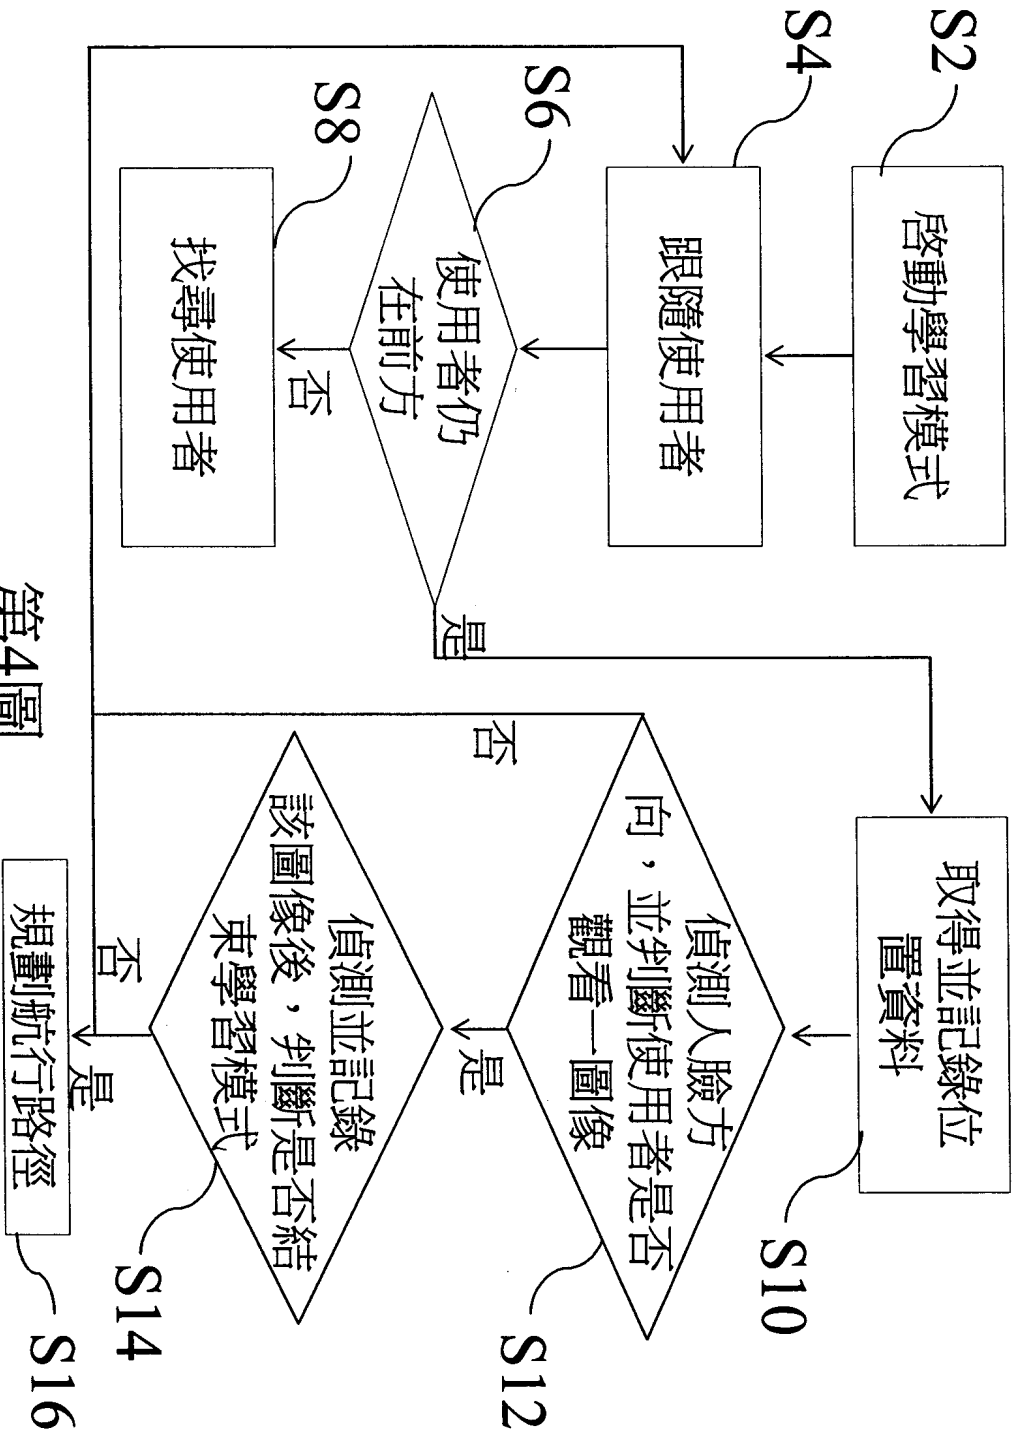 S2
啓動學習模式
S4
跟隨使用者
S6
使用者仍
在前方
是
否
S8
找尋使用者
取得並記錄位
置資料
S10
偵測人臉方
向，並判斷使用者是否
觀看一圖像
S12
否
是
偵測並記錄
該圖像後，判斷是否結
束學習模式
S14
否
是
規劃航行路徑
S16
第4圖